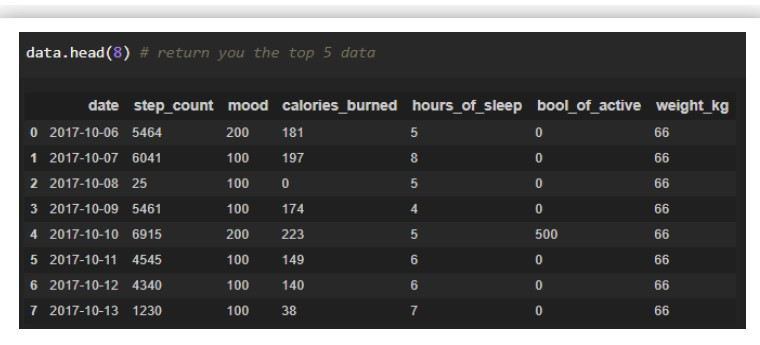 data.head(8) # return you the top 5 data
date step_count mood calories_burned hours_of_sleep bool_of_active weight_kg
0 2017-10-06 5464 200 181 5 0 66
1 2017-10-07 6041 100 197 8 0 66
2 2017-10-08 25 100 0 5 0 66
3 2017-10-09 5461 100 174 4 0 66
4 2017-10-10 6915 200 223 5 500 66
5 2017-10-11 4545 100 149 6 0 66
6 2017-10-12 4340 100 140 6 0 66
7 2017-10-13 1230 100 38 7 0 66